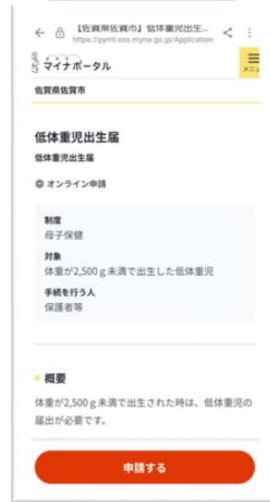 【佐賀県佐賀市】低体重児出生…
https://pymt.oss.myna.go.jp/Application
マイナポータル
メニュー
佐賀県佐賀市
低体重児出生届
低体重児出生届
オンライン申請
制度
母子保健
対象
体重が2,500g未満で出生した低体重児
手続を行う人
保護者等
概要
体重が2,500g未満で出生された時は、低体重児の
届出が必要です。
申請する